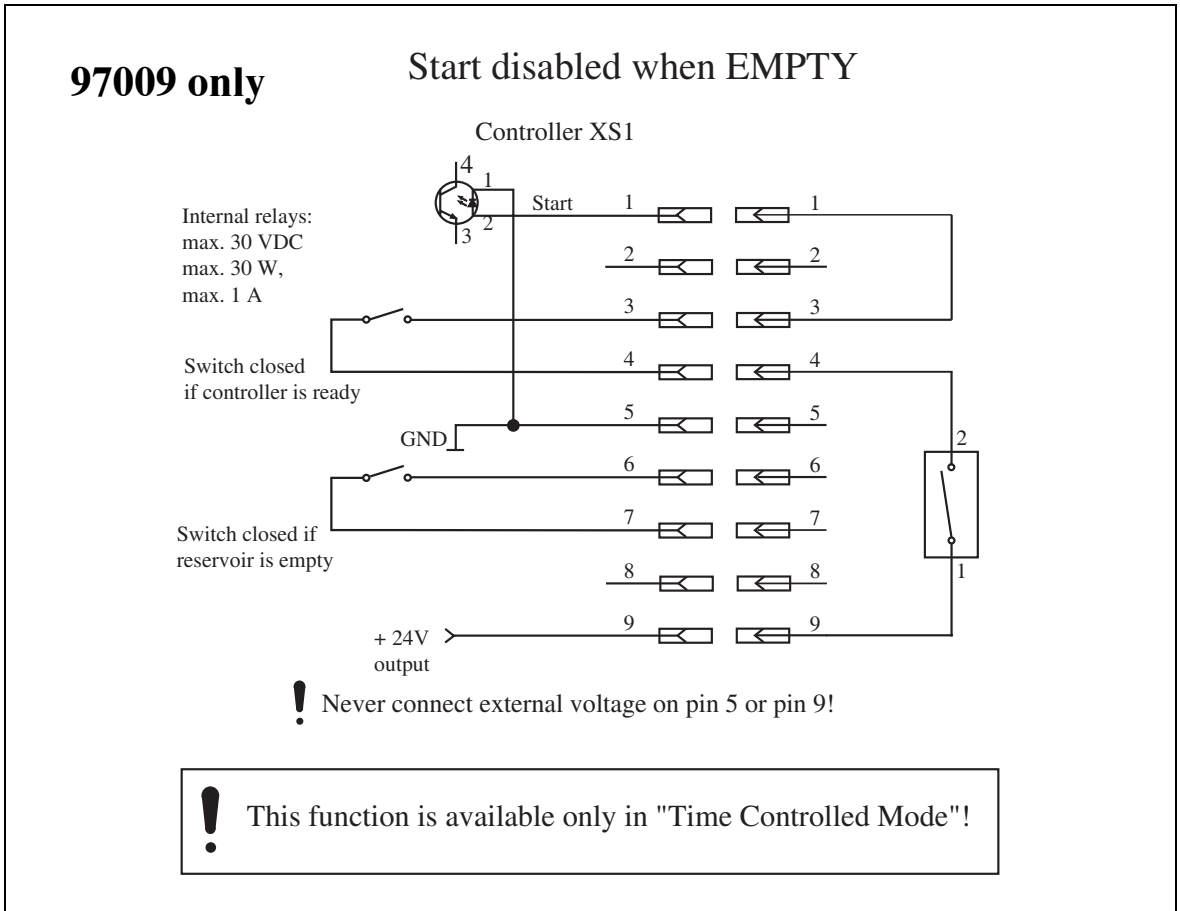 97009 only
Start disabled when EMPTY
Controller XS1
4
1
2
3
Internal relays:
max. 30 VDC
max. 30 W,
max. 1 A
Start 1 1
2 2
3 3
Switch closed
if controller is ready
4 4
GND
5 5
2
6 6
Switch closed if
reservoir is empty
7 7
8 8
1
+ 24V
output
9 9
Never connect external voltage on pin 5 or pin 9!
This function is available only in "Time Controlled Mode"!